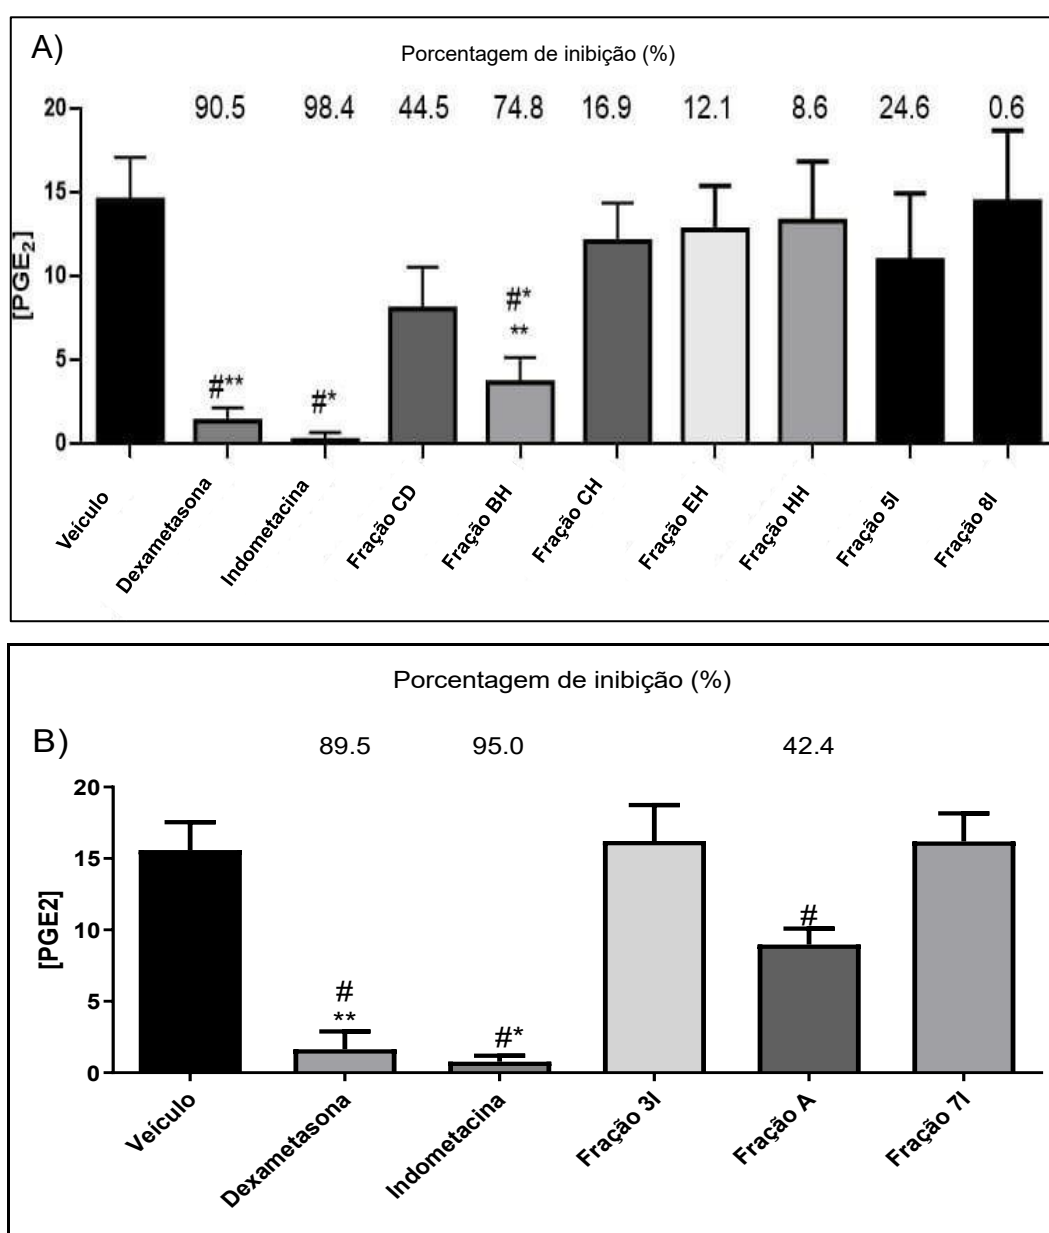 A)
Porcentagem de inibição (%)
90.5 98.4 44.5 74.8 16.9 12.1 8.6 24.6 0.6
20
15
10
5
0
[PGE₂]
#** #* #*
**
Veículo Dexametasona Indometacina Fração CD Fração BH Fração CH Fração EH Fração HH Fração 5I Fração 8I
Porcentagem de inibição (%)
B)
89.5 95.0 42.4
20
15
10
5
0
[PGE2]
#
**
#*
#
Veículo Dexametasona Indometacina Fração 3I Fração A Fração 7I